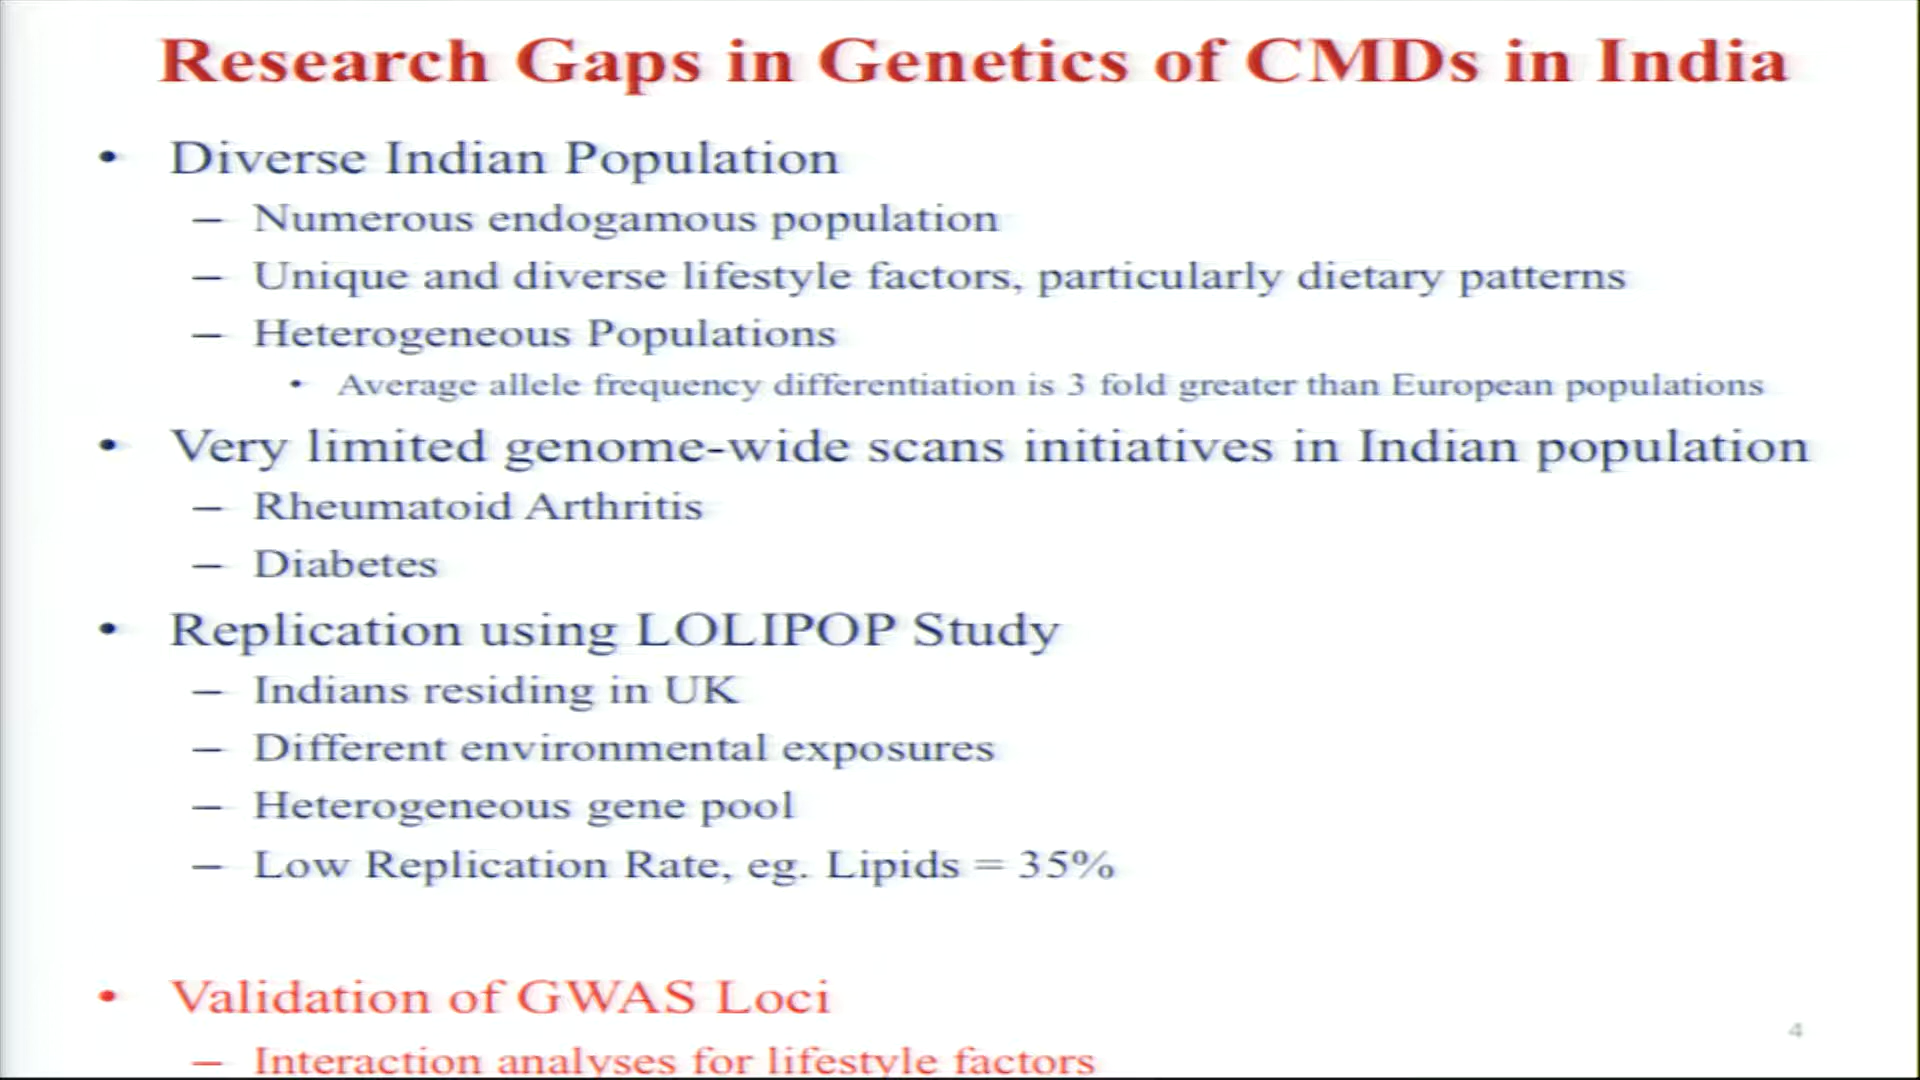 Research Gaps in Genetics of CMDs in India
• Diverse Indian Population
– Numerous endogamous population
– Unique and diverse lifestyle factors, particularly dietary patterns
– Heterogeneous Populations
• Average allele frequency differentiation is 3 fold greater than European populations
• Very limited genome-wide scans initiatives in Indian population
– Rheumatoid Arthritis
– Diabetes
• Replication using LOLIPOP Study
– Indians residing in UK
– Different environmental exposures
– Heterogeneous gene pool
– Low Replication Rate, eg. Lipids = 35%
• Validation of GWAS Loci
– Interaction analyses for lifestyle factors
4